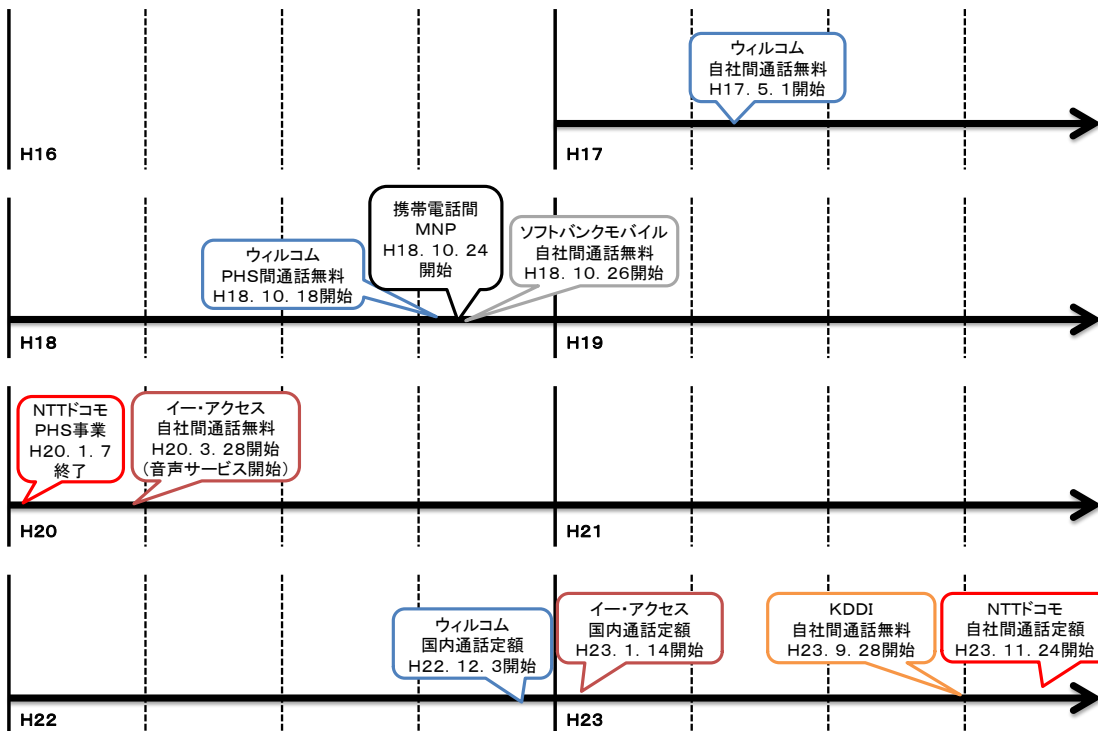 ウィルコム
自社間通話無料
H17．5．1開始
H16
H17
携帯電話間
MNP
H18．10．24
開始
ウィルコム
PHS間通話無料
H18．10．18開始
ソフトバンクモバイル
自社間通話無料
H18．10．26開始
H18
H19
NTTドコモ
PHS事業
H20．1．7
終了
イー・アクセス
自社間通話無料
H20．3．28開始
（音声サービス開始）
H20
H21
ウィルコム
国内通話定額
H22．12．3開始
イー・アクセス
国内通話定額
H23．1．14開始
KDDI
自社間通話無料
H23．9．28開始
NTTドコモ
自社間通話定額
H23．11．24開始
H22
H23